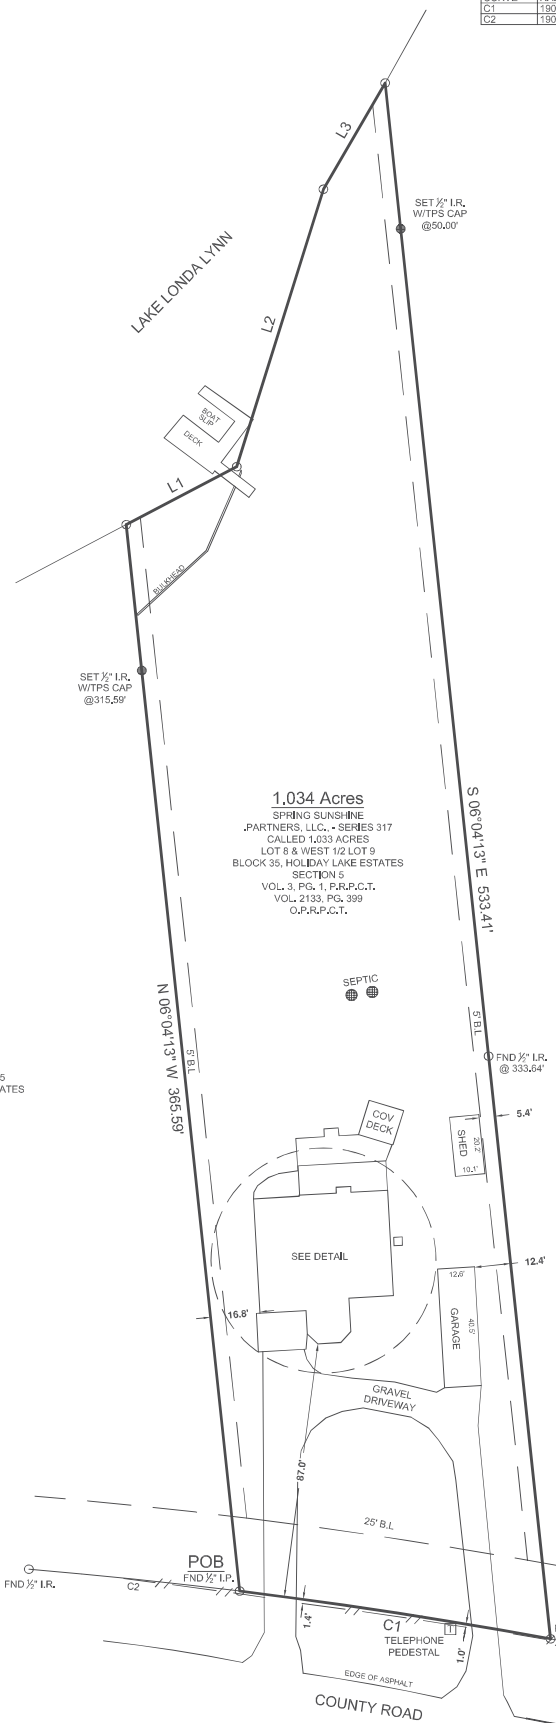 C1 190
C2 190
L3
SET ½" I.R.
W/TPS CAP
@50.00'
LAKE LONDA LYNN
L2
BOAT
SLIP
DECK
L1
BULKHEAD
SET ½" I.R.
W/TPS CAP
@315.59'
1.034 Acres
SPRING SUNSHINE
PARTNERS, LLC., - SERIES 317
CALLED 1.033 ACRES
LOT 8 & WEST 1/2 LOT 9
BLOCK 35, HOLIDAY LAKE ESTATES
SECTION 5
VOL. 3, PG. 1, P.R.P.C.T.
VOL. 2133, PG. 399
O.P.R.P.C.T.
S 06°04'13" E 533.41'
SEPTIC
N 06°04'13" W 365.59'
5' B.L
5' B.L
FND ½" I.R.
@ 333.64'
5
ATES
COV
DECK
5.4'
SHED
20.2'
10.1'
SEE DETAIL
12.4'
12.6'
GARAGE
40.5'
16.8'
GRAVEL
DRIVEWAY
87.0'
25' B.L
POB
FND ½" I.P.
FND ½" I.R.
C2
1.4'
C1
TELEPHONE
PEDESTAL
T
1.0'
EDGE OF ASPHALT
COUNTY ROAD